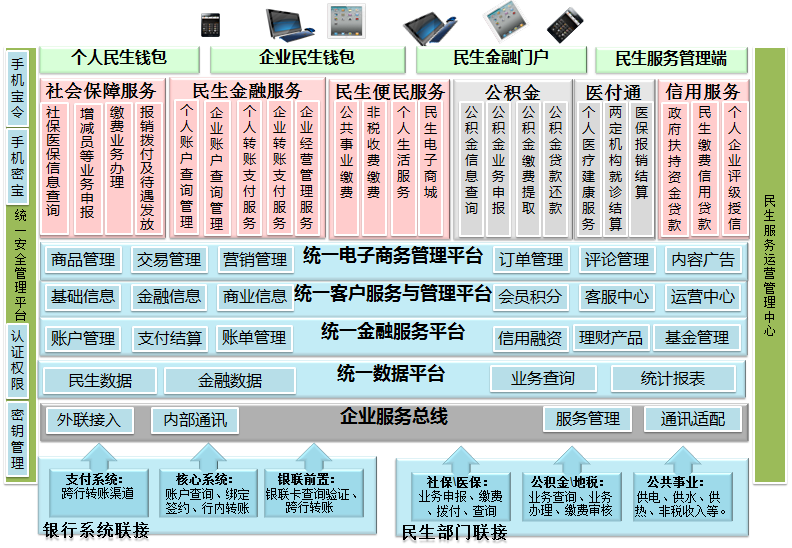 个人民生钱包
企业民生钱包
民生金融门户
民生服务管理端
手机宝令
手机密宝
统一安全管理平台
认证权限
密钥管理
社会保障服务
社保医保信息查询
增减员等业务申报
缴费业务办理
报销拨付及待遇发放
民生金融服务
个人账户查询管理
企业账户查询管理
个人转账支付服务
企业转账支付服务
企业经营管理服务
民生便民服务
公共事业缴费
非税收费缴费
个人生活服务
民生电子商城
公积金
公积金信息查询
公积金业务申报
公积金缴费提取
公积金贷款还款
医付通
个人医疗健康服务
两定机构就诊结算
医保报销结算
信用服务
政府扶持资金贷款
民生缴费信用贷款
个人企业评级授信
民生服务运营管理中心
商品管理
交易管理
营销管理
统一电子商务管理平台
订单管理
评论管理
内容广告
基础信息
金融信息
商业信息
统一客户服务与管理平台
会员积分
客服中心
运营中心
账户管理
支付结算
账单管理
统一金融服务平台
信用融资
理财产品
基金管理
民生数据
金融数据
统一数据平台
业务查询
统计报表
外联接入
内部通讯
企业服务总线
服务管理
通讯适配
支付系统:
跨行转账渠道
核心系统:
账户查询、绑定
签约、行内转账
银联前置:
银联卡查询验证、
跨行转账
银行系统联接
社保\医保:
业务申报、缴费
、拨付、查询
公积金\地税:
业务查询、业务
办理、缴费审核
公共事业:
供电、供水、供
热、非税收入等。
民生部门联接